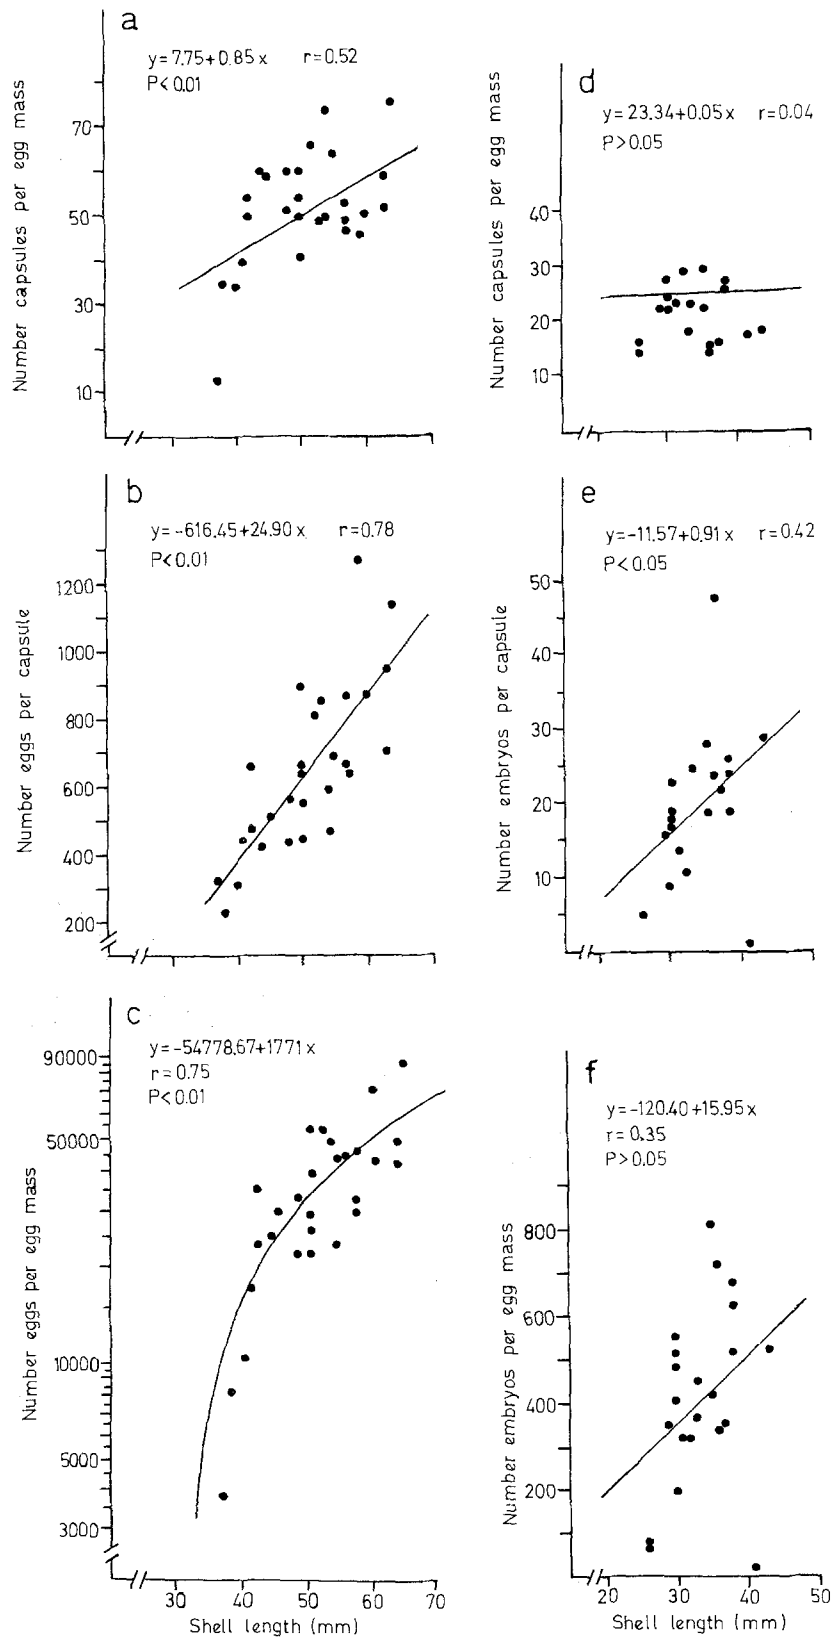 a
y=7.75+0.85x r=0.52
P<0.01
Number capsules per egg mass
70
50
30
10
b
y=-616.45+24.90x r=0.78
P<0.01
Number eggs per capsule
1200
1000
800
600
400
200
c
y=-54778.67+1771x
r=0.75
P<0.01
Number eggs per egg mass
90000
50000
10000
5000
3000
30 40 50 60 70
Shell length (mm)
d
y=23.34+0.05x r=0.04
P>0.05
Number capsules per egg mass
40
30
20
10
e
y=-11.57+0.91x r=0.42
P<0.05
Number embryos per capsule
50
40
30
20
10
f
y=-120.40+15.95x
r=0.35
P>0.05
Number embryos per egg mass
800
600
400
200
20 30 40 50
Shell length (mm)